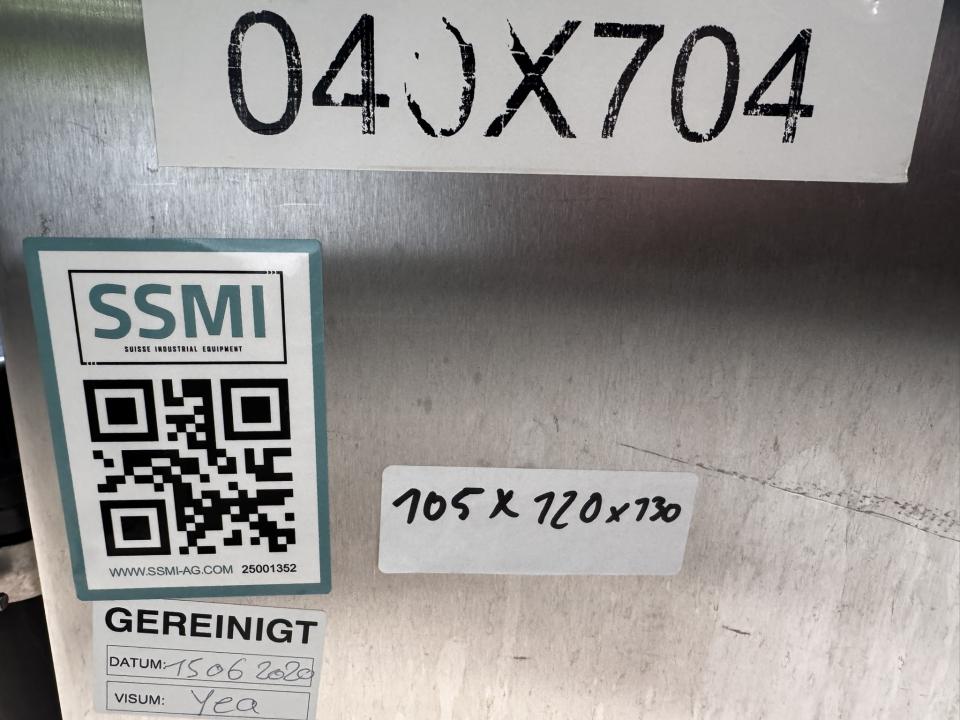 040X704
SSMI
SUISSE INDUSTRIAL EQUIPMENT
WWW.SSMI-AG.COM 25001352
105 x 120 x 130
GEREINIGT
DATUM: 15 06 2020
VISUM: Yea